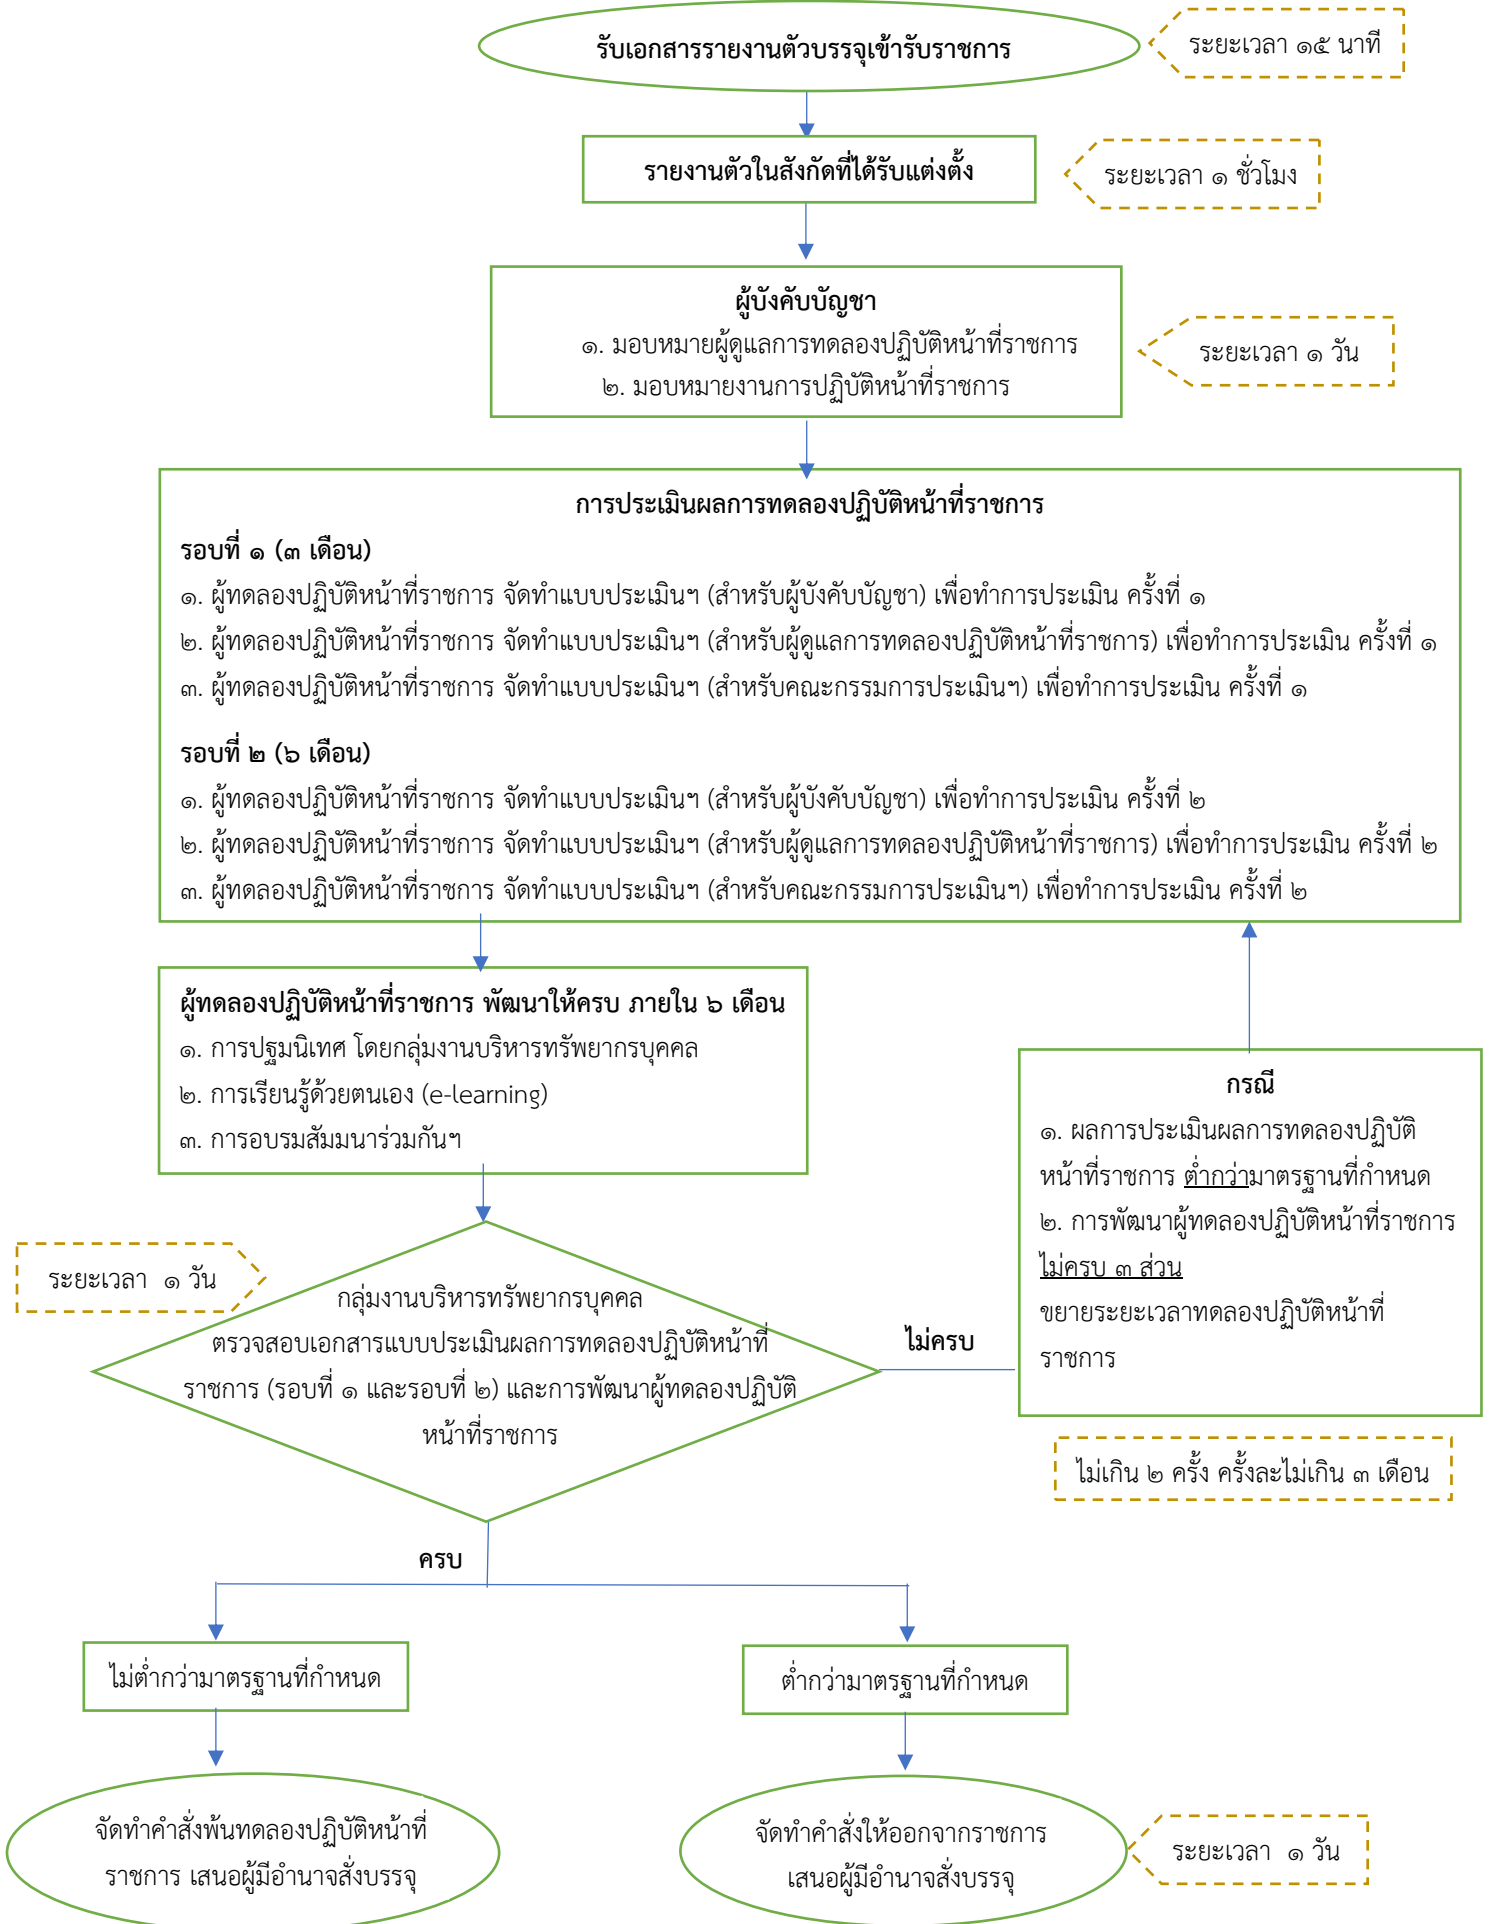 รับเอกสารรายงานตัวบรรจุเข้ารับราชการ
ระยะเวลา ๑๕ นาที
รายงานตัวในสังกัดที่ได้รับแต่งตั้ง
ระยะเวลา ๑ ชั่วโมง
ผู้บังคับบัญชา
๑. มอบหมายผู้ดูแลการทดลองปฏิบัติหน้าที่ราชการ
๒. มอบหมายงานการปฏิบัติหน้าที่ราชการ
ระยะเวลา ๑ วัน
การประเมินผลการทดลองปฏิบัติหน้าที่ราชการ
รอบที่ ๑ (๓ เดือน)
๑. ผู้ทดลองปฏิบัติหน้าที่ราชการ จัดทำแบบประเมินฯ (สำหรับผู้บังคับบัญชา) เพื่อทำการประเมิน ครั้งที่ ๑
๒. ผู้ทดลองปฏิบัติหน้าที่ราชการ จัดทำแบบประเมินฯ (สำหรับผู้ดูแลการทดลองปฏิบัติหน้าที่ราชการ) เพื่อทำการประเมิน ครั้งที่ ๑
๓. ผู้ทดลองปฏิบัติหน้าที่ราชการ จัดทำแบบประเมินฯ (สำหรับคณะกรรมการประเมินฯ) เพื่อทำการประเมิน ครั้งที่ ๑
รอบที่ ๒ (๖ เดือน)
๑. ผู้ทดลองปฏิบัติหน้าที่ราชการ จัดทำแบบประเมินฯ (สำหรับผู้บังคับบัญชา) เพื่อทำการประเมิน ครั้งที่ ๒
๒. ผู้ทดลองปฏิบัติหน้าที่ราชการ จัดทำแบบประเมินฯ (สำหรับผู้ดูแลการทดลองปฏิบัติหน้าที่ราชการ) เพื่อทำการประเมิน ครั้งที่ ๒
๓. ผู้ทดลองปฏิบัติหน้าที่ราชการ จัดทำแบบประเมินฯ (สำหรับคณะกรรมการประเมินฯ) เพื่อทำการประเมิน ครั้งที่ ๒
ผู้ทดลองปฏิบัติหน้าที่ราชการ พัฒนาให้ครบ ภายใน ๖ เดือน
๑. การปฐมนิเทศ โดยกลุ่มงานบริหารทรัพยากรบุคคล
๒. การเรียนรู้ด้วยตนเอง (e-learning)
๓. การอบรมสัมมนาร่วมกันฯ
กรณี
๑. ผลการประเมินผลการทดลองปฏิบัติ
หน้าที่ราชการ ต่ำกว่ามาตรฐานที่กำหนด
๒. การพัฒนาผู้ทดลองปฏิบัติหน้าที่ราชการ
ไม่ครบ ๓ ส่วน
ขยายระยะเวลาทดลองปฏิบัติหน้าที่
ราชการ
ระยะเวลา ๑ วัน
กลุ่มงานบริหารทรัพยากรบุคคล
ตรวจสอบเอกสารแบบประเมินผลการทดลองปฏิบัติหน้าที่
ราชการ (รอบที่ ๑ และรอบที่ ๒) และการพัฒนาผู้ทดลองปฏิบัติ
หน้าที่ราชการ
ไม่ครบ
ไม่เกิน ๒ ครั้ง ครั้งละไม่เกิน ๓ เดือน
ครบ
ไม่ต่ำกว่ามาตรฐานที่กำหนด
ต่ำกว่ามาตรฐานที่กำหนด
จัดทำคำสั่งพ้นทดลองปฏิบัติหน้าที่
ราชการ เสนอผู้มีอำนาจสั่งบรรจุ
จัดทำคำสั่งให้ออกจากราชการ
เสนอผู้มีอำนาจสั่งบรรจุ
ระยะเวลา ๑ วัน